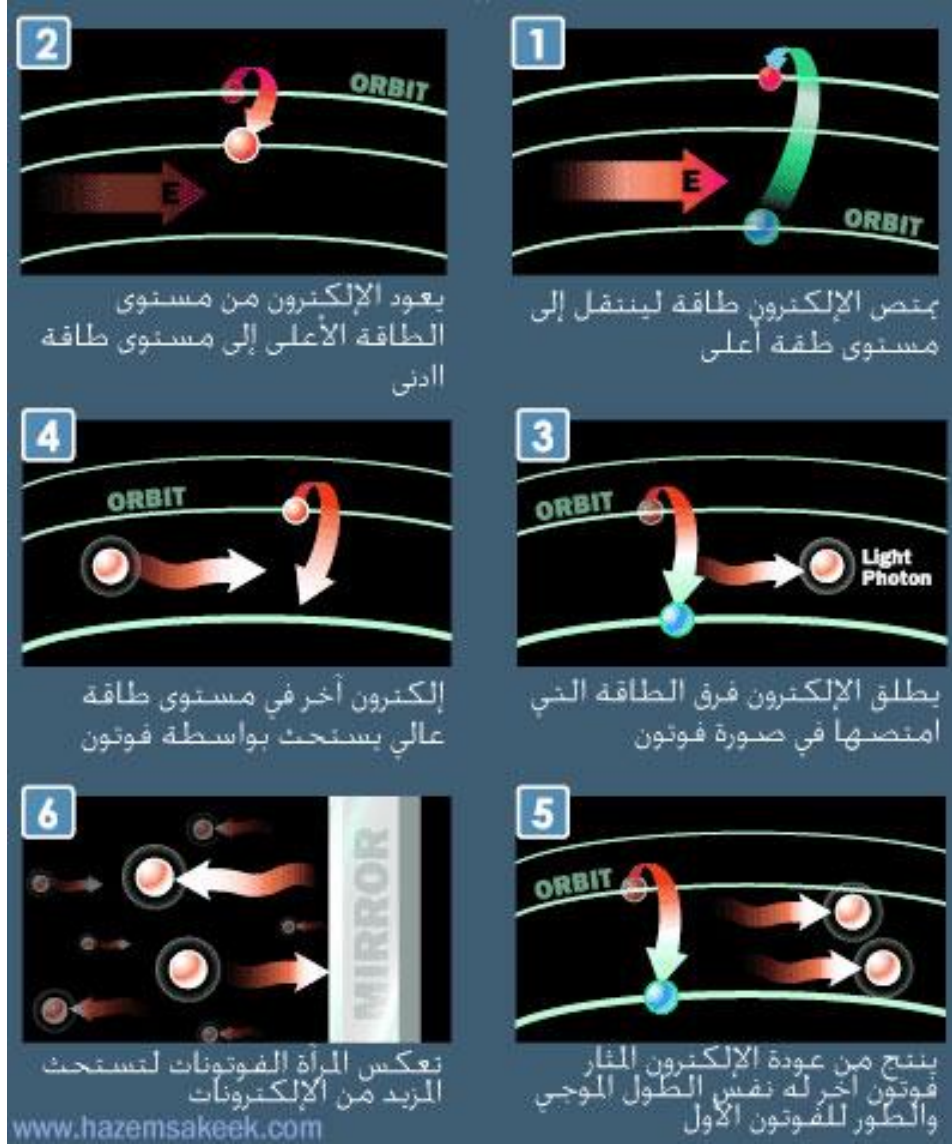 1
E
ORBIT
يمتص الإلكترون طاقة لينتقل إلى
مستوى طقة أعلى
2
ORBIT
E
يعود الإلكترون من مستوى
الطاقة الأعلى إلى مستوى طاقة
اادنى
3
ORBIT
Light
Photon
يطلق الإلكترون فرق الطاقة التي
امتصها في صورة فوتون
4
ORBIT
إلكترون آخر في مستوى طاقة
عالي يستحث بواسطة فوتون
5
ORBIT
ينتج من عودة الإلكترون المثار
فوتون آخر له نفس الطول الموجي
والطور للفوتون الأول
6
MIRROR
تعكس المرآة الفوتونات لتستحث
المزيد من الإلكترونات
www.hazemsakeek.com